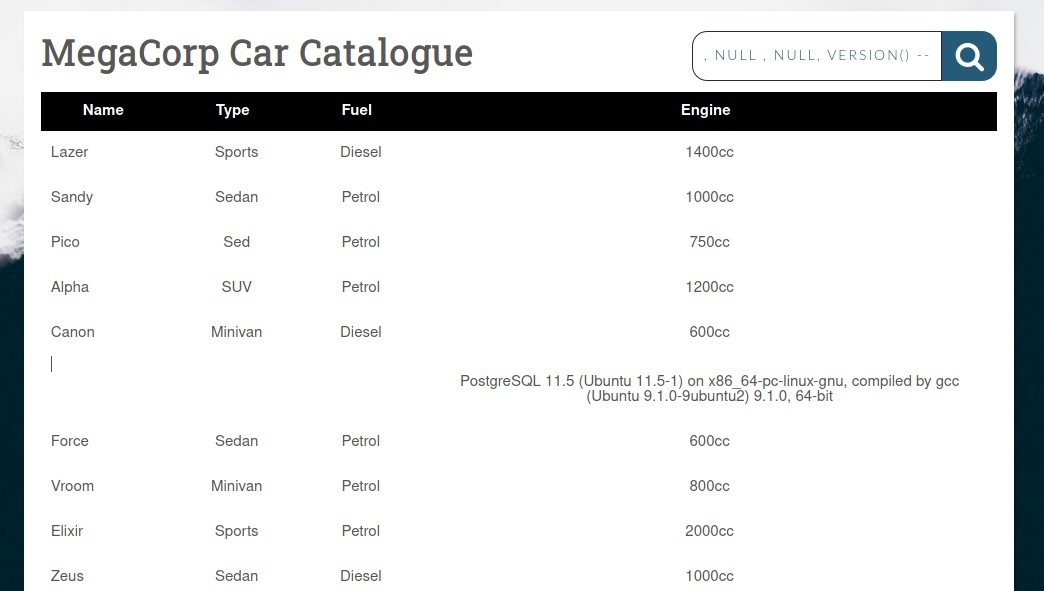 MegaCorp Car Catalogue
, NULL , NULL, VERSION() --
Name Type Fuel Engine
Lazer Sports Diesel 1400cc
Sandy Sedan Petrol 1000cc
Pico Sed Petrol 750cc
Alpha SUV Petrol 1200cc
Canon Minivan Diesel 600cc
PostgreSQL 11.5 (Ubuntu 11.5-1) on x86_64-pc-linux-gnu, compiled by gcc
(Ubuntu 9.1.0-9ubuntu2) 9.1.0, 64-bit
Force Sedan Petrol 600cc
Vroom Minivan Petrol 800cc
Elixir Sports Petrol 2000cc
Zeus Sedan Diesel 1000cc